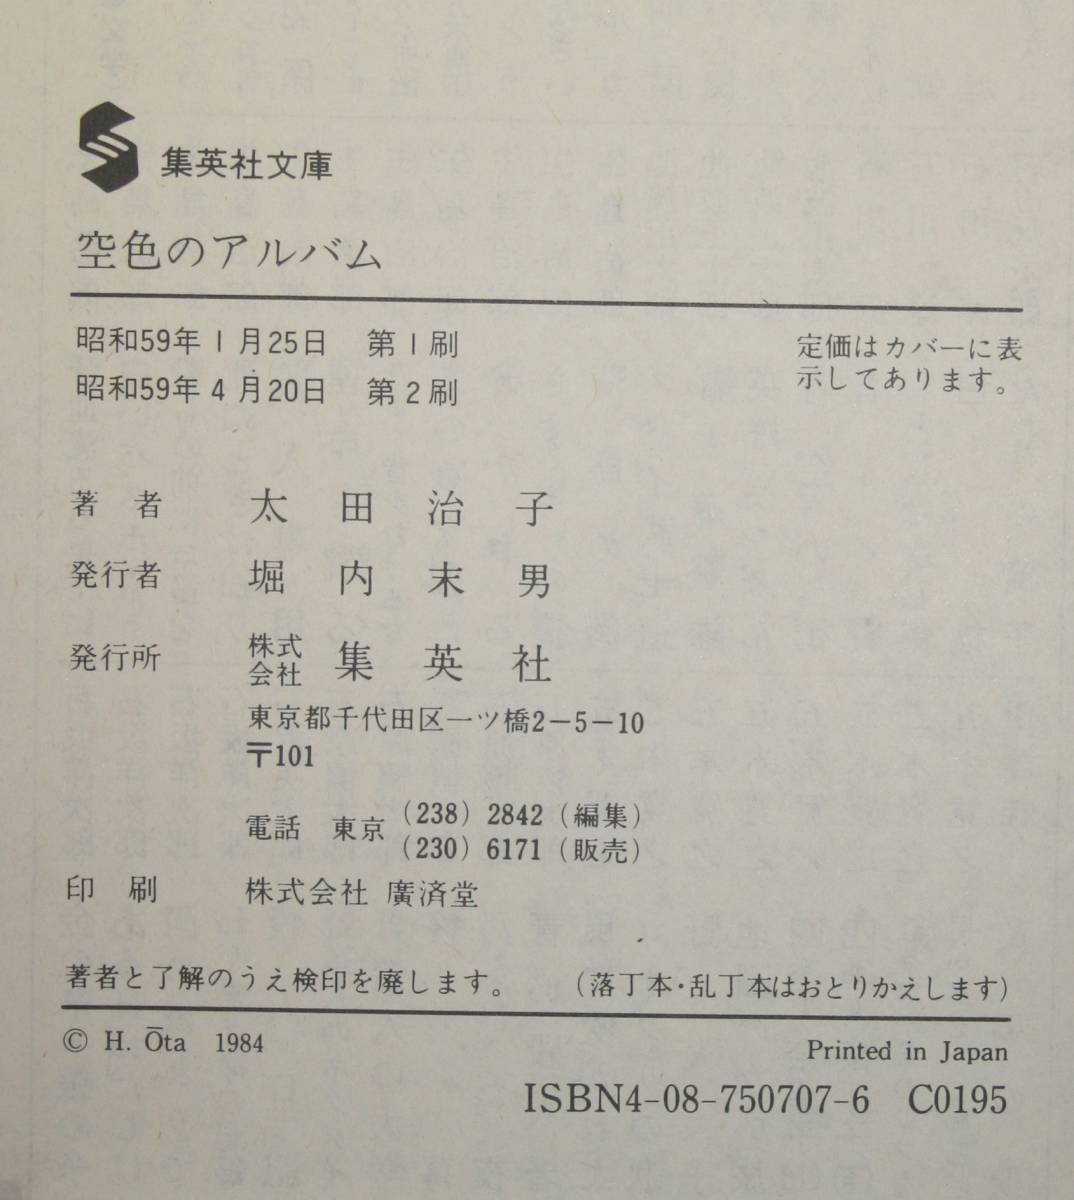 集英社文庫
空色のアルバム
昭和59年1月25日 第1刷
昭和59年4月20日 第2刷
定価はカバーに表
示してあります。
著者 太田治子
発行者 堀内末男
発行所 株式会社 集英社
東京都千代田区一ツ橋2-5-10
〒101
電話 東京 (238) 2842 (編集)
(230) 6171 (販売)
印刷 株式会社 廣済堂
著者と了解のうえ検印を廃します。 (落丁本・乱丁本はおとりかえします)
© H. Ōta 1984
Printed in Japan
ISBN4-08-750707-6 C0195